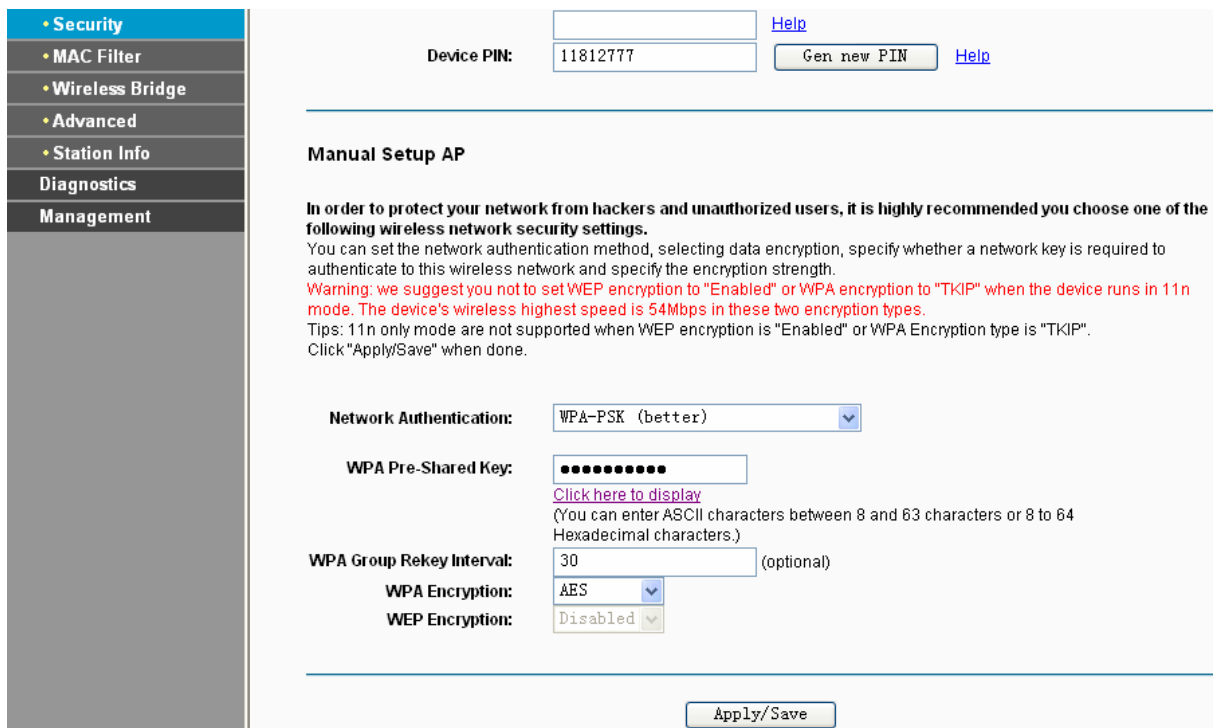 Security
MAC Filter
Wireless Bridge
Advanced
Station Info
Diagnostics
Management
Help
Device PIN: 11812777 Gen new PIN Help
Manual Setup AP
In order to protect your network from hackers and unauthorized users, it is highly recommended you choose one of the
following wireless network security settings.
You can set the network authentication method, selecting data encryption, specify whether a network key is required to
authenticate to this wireless network and specify the encryption strength.
Warning: we suggest you not to set WEP encryption to "Enabled" or WPA encryption to "TKIP" when the device runs in 11n
mode. The device's wireless highest speed is 54Mbps in these two encryption types.
Tips: 11n only mode are not supported when WEP encryption is "Enabled" or WPA Encryption type is "TKIP".
Click "Apply/Save" when done.
Network Authentication: WPA-PSK (better)
WPA Pre-Shared Key: ●●●●●●●●●●
Click here to display
(You can enter ASCII characters between 8 and 63 characters or 8 to 64
Hexadecimal characters.)
WPA Group Rekey Interval: 30 (optional)
WPA Encryption: AES
WEP Encryption: Disabled
Apply/Save